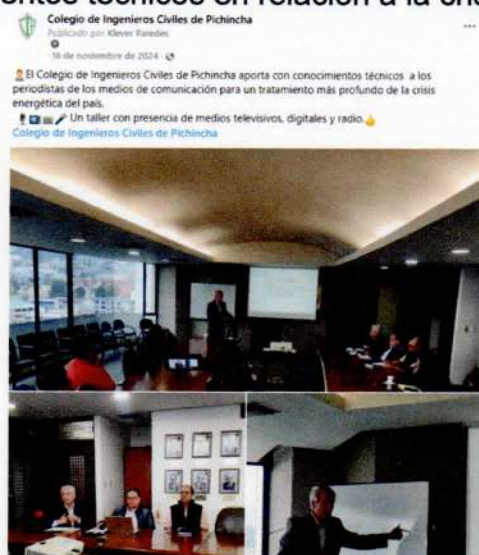 entos técnicos en relación a la
Colegio de Ingenieros Civiles de Pichincha
Publicado por Klever Paredes
18 de noviembre de 2024
El Colegio de Ingenieros Civiles de Pichincha aporta con conocimientos técnicos a los
periodistas de los medios de comunicación para un tratamiento más profundo de la crisis
energética del país.
Un taller con presencia de medios televisivos, digitales y radio.
Colegio de Ingenieros Civiles de Pichincha